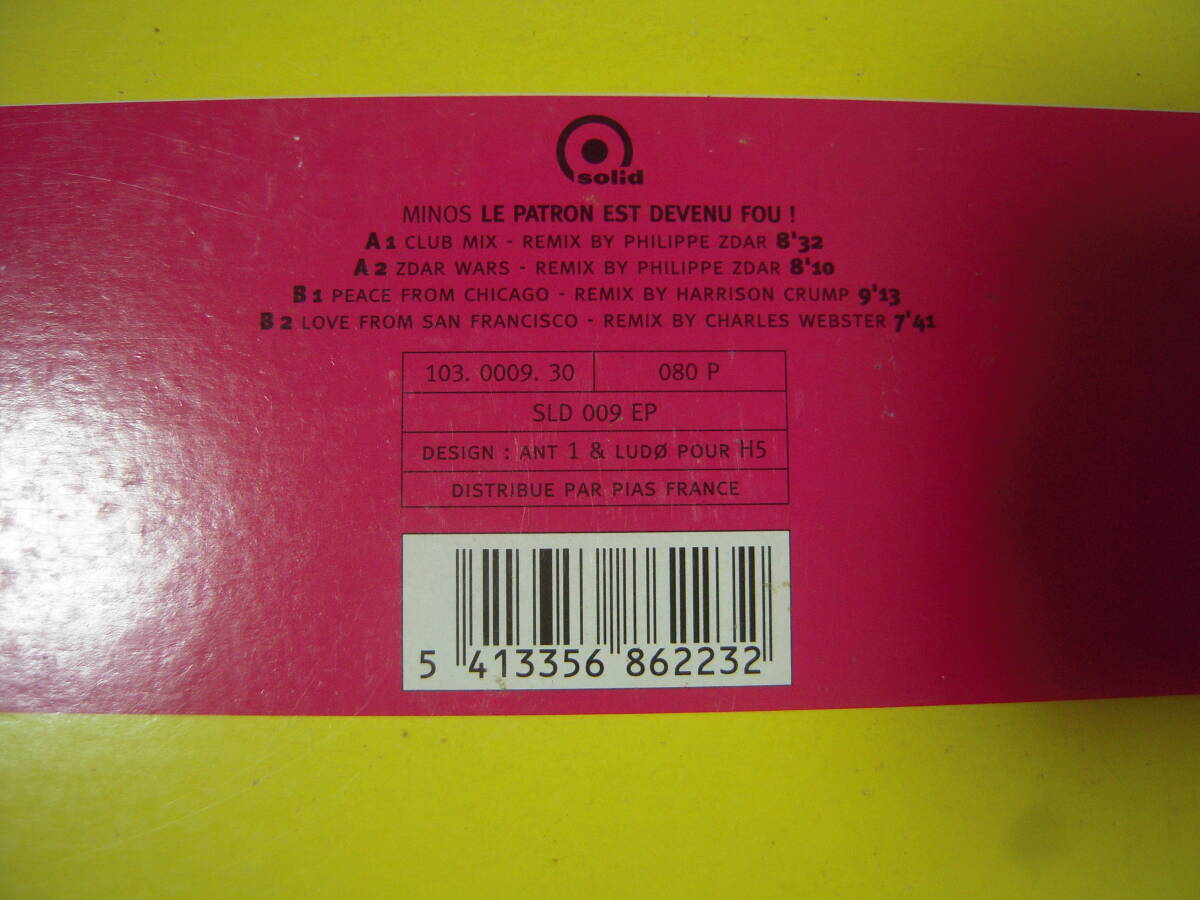 solid
MINOS LE PATRON EST DEVENU FOU !
A1 CLUB MIX - REMIX BY PHILIPPE ZDAR 8'32
A2 ZDAR WARS - REMIX BY PHILIPPE ZDAR 8'10
B1 PEACE FROM CHICAGO - REMIX BY HARRISON CRUMP 9'13
B2 LOVE FROM SAN FRANCISCO - REMIX BY CHARLES WEBSTER 7'41
103. 0009. 30 080 P
SLD 009 EP
DESIGN : ANT 1 & LUDØ POUR H5
DISTRIBUE PAR PIAS FRANCE
5 413356 862232